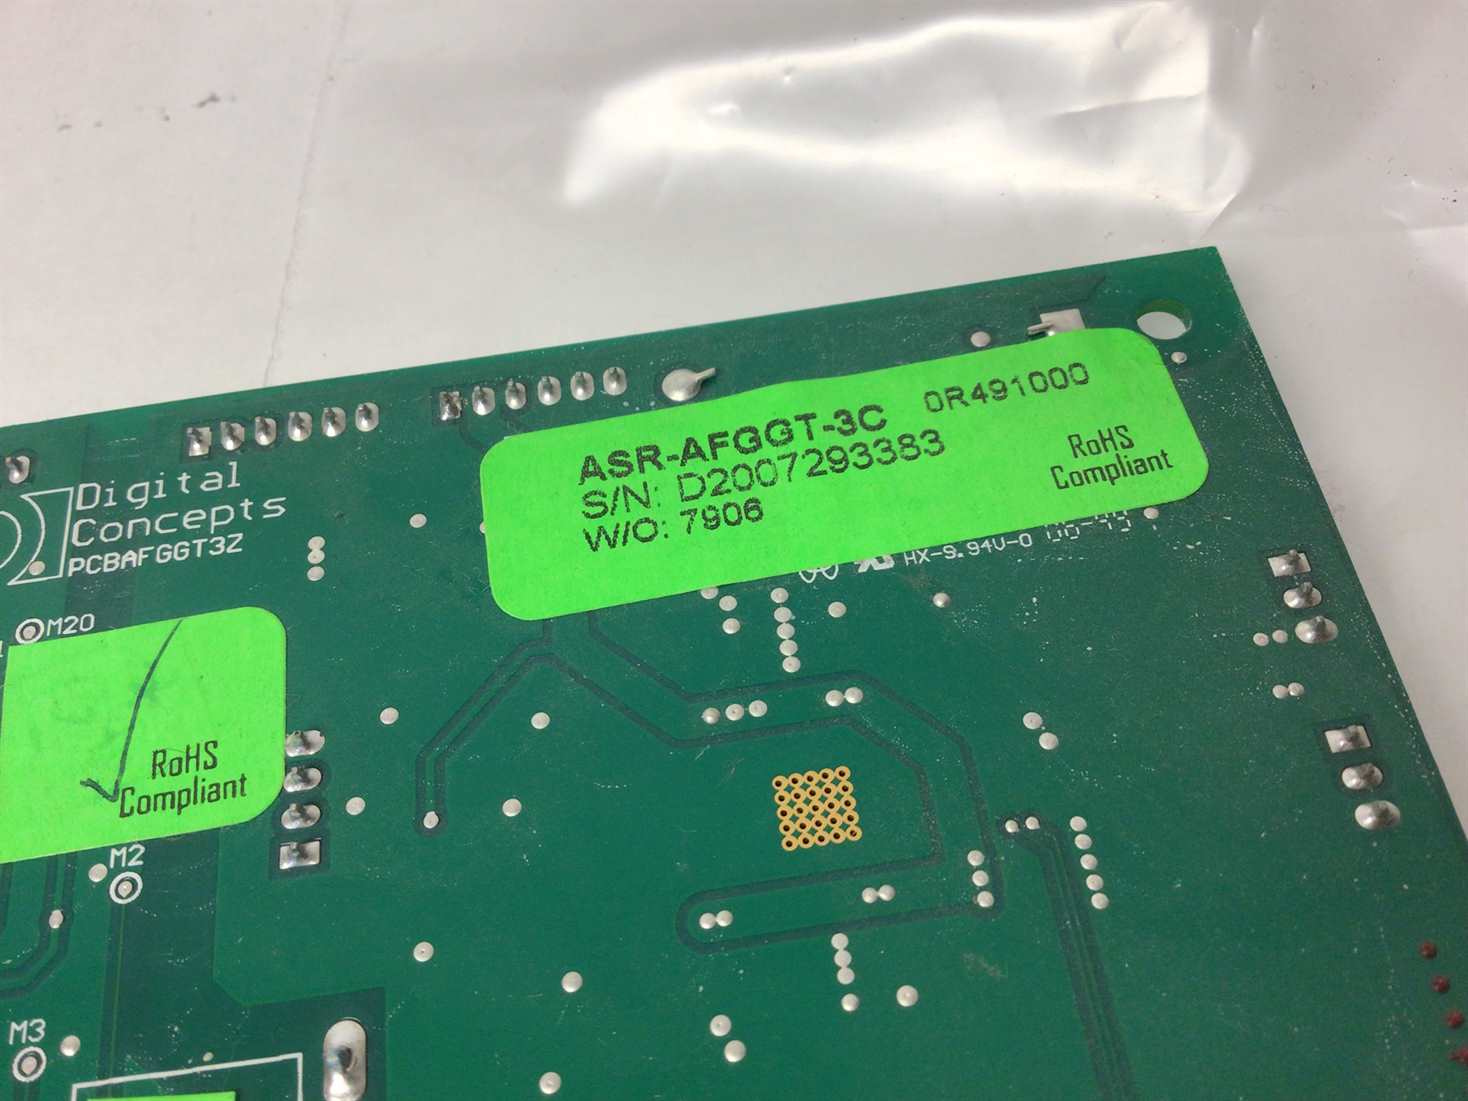 ASR-AFGGT-3C 0R491000
S/N: D2007293383
W/O: 7906
RoHS
Compliant
Digital
Concepts
PCBAFGGT3Z
HX-S.94V-0
M20
RoHS
Compliant
M2
M3